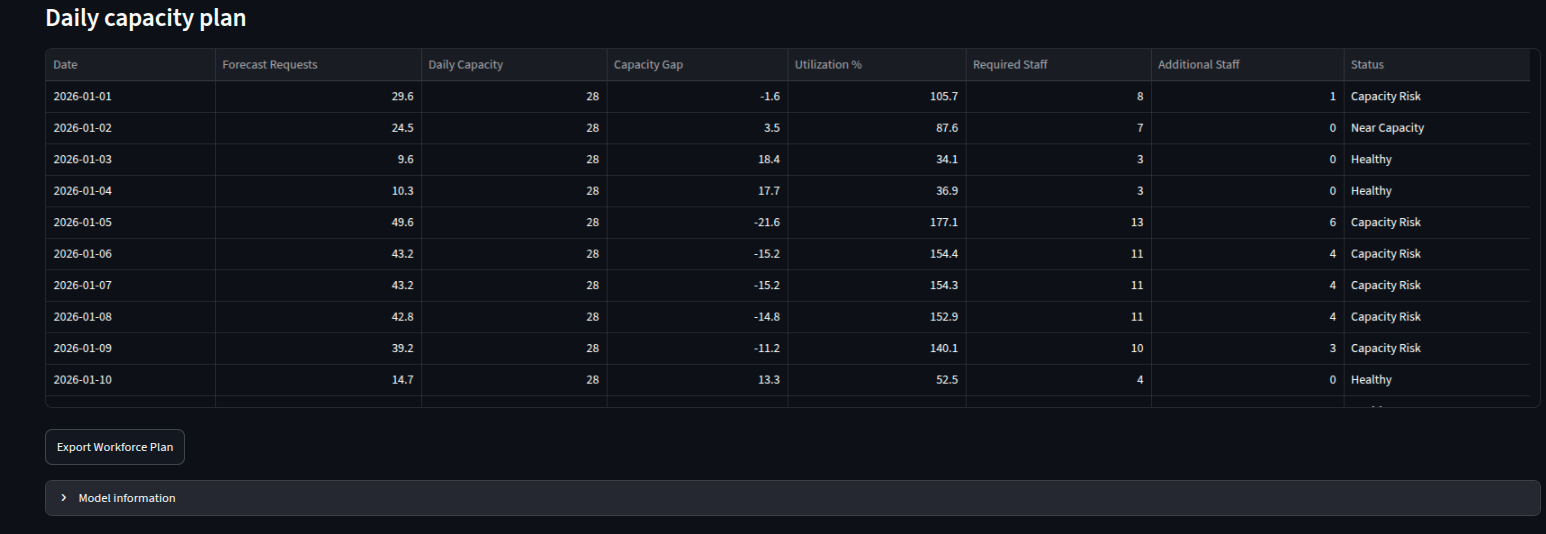 Daily capacity plan
Date Forecast Requests Daily Capacity Capacity Gap Utilization % Required Staff Additional Staff Status
2026-01-01 29.6 28 -1.6 105.7 8 1 Capacity Risk
2026-01-02 24.5 28 3.5 87.6 7 0 Near Capacity
2026-01-03 9.6 28 18.4 34.1 3 0 Healthy
2026-01-04 10.3 28 17.7 36.9 3 0 Healthy
2026-01-05 49.6 28 -21.6 177.1 13 6 Capacity Risk
2026-01-06 43.2 28 -15.2 154.4 11 4 Capacity Risk
2026-01-07 43.2 28 -15.2 154.3 11 4 Capacity Risk
2026-01-08 42.8 28 -14.8 152.9 11 4 Capacity Risk
2026-01-09 39.2 28 -11.2 140.1 10 3 Capacity Risk
2026-01-10 14.7 28 13.3 52.5 4 0 Healthy
Export Workforce Plan
Model information